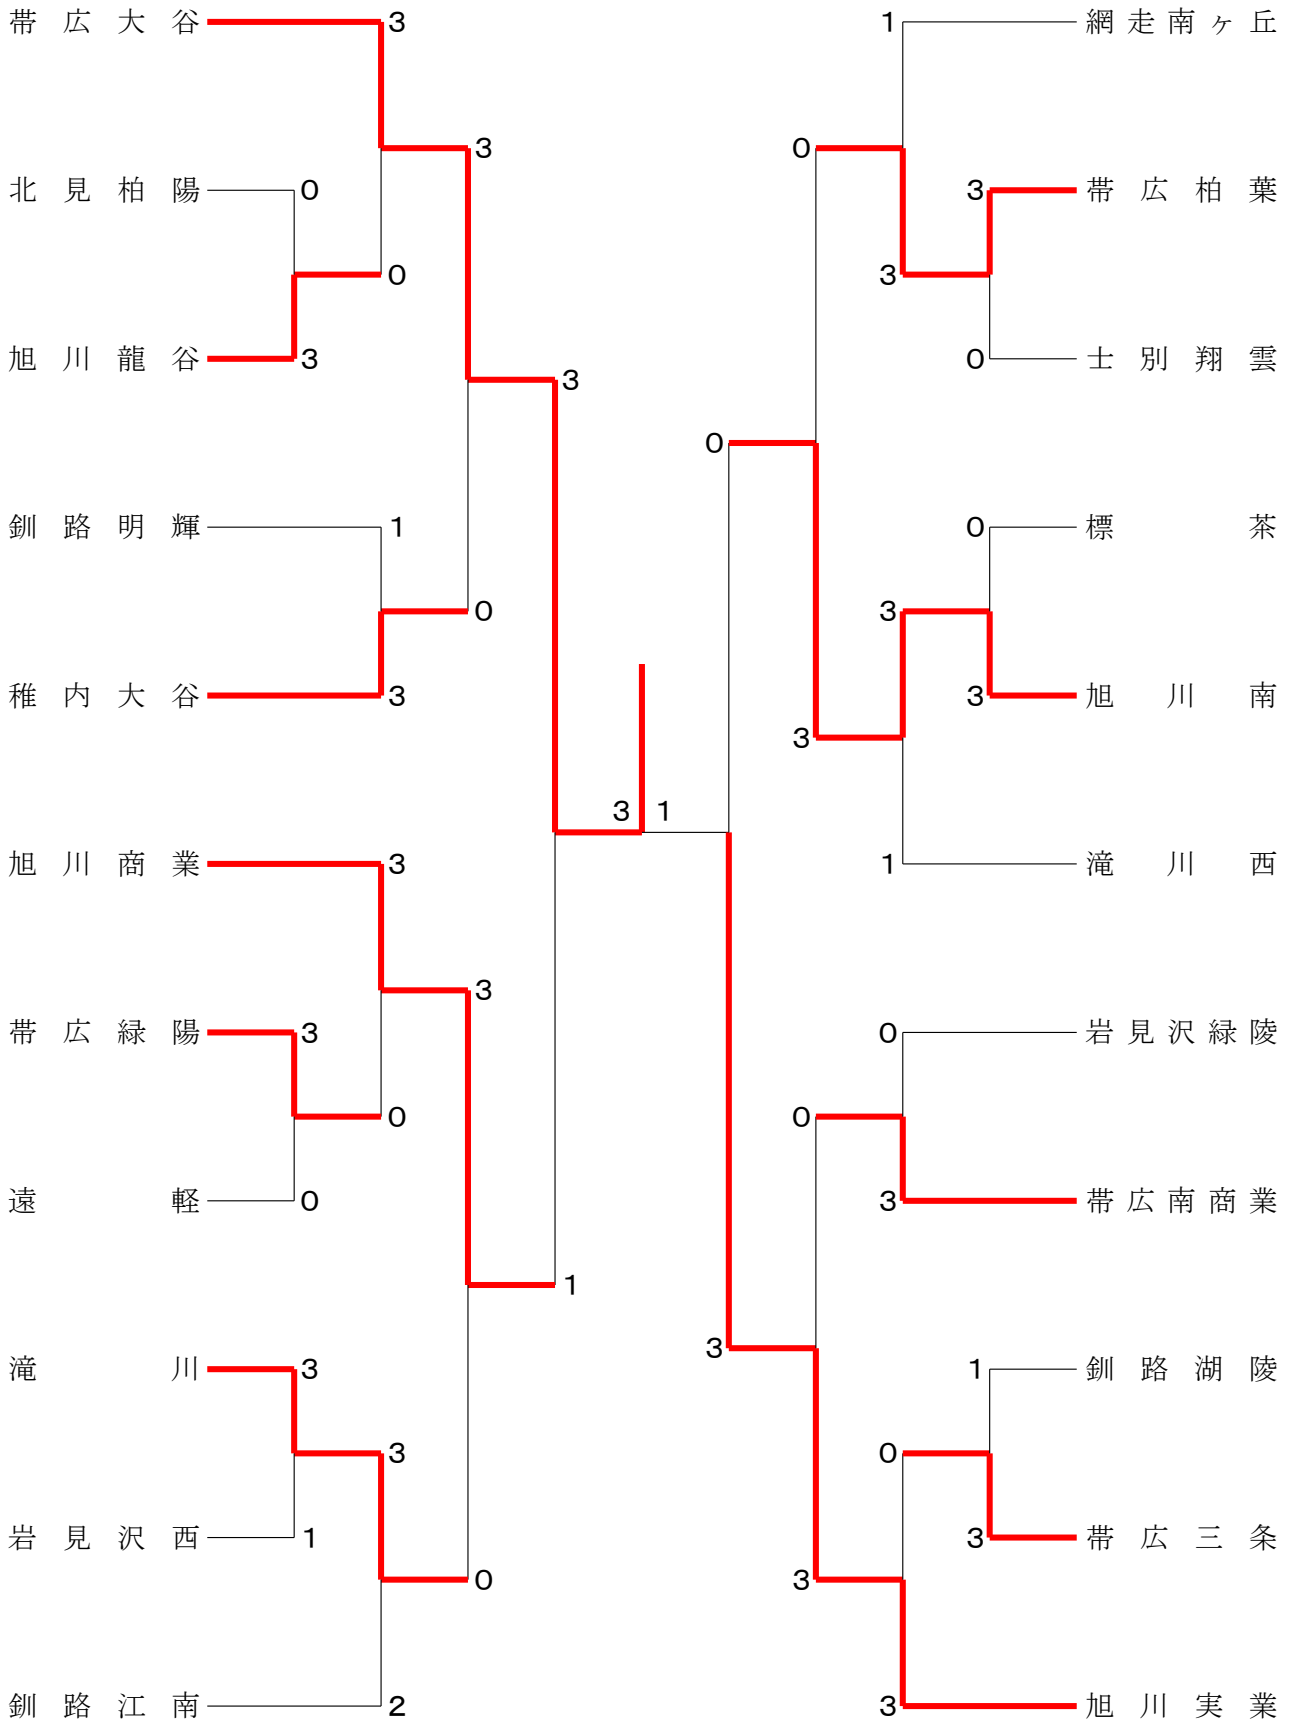 帯広大谷 3 1 網走南ヶ丘
3 0
北見柏陽 0 3 帯広柏葉
0 3
旭川龍谷 3 0 士別翔雲
3
0
釧路明輝 1 0 標茶
0 3
稚内大谷 3 3 旭川南
3
3 1
旭川商業 3 1 滝川西
3
帯広緑陽 3 0 岩見沢緑陵
0 0
遠軽 0 3 帯広南商業
1
3
滝川 3 1 釧路湖陵
3 0
岩見沢西 1 3 帯広三条
0 3
釧路江南 2 3 旭川実業